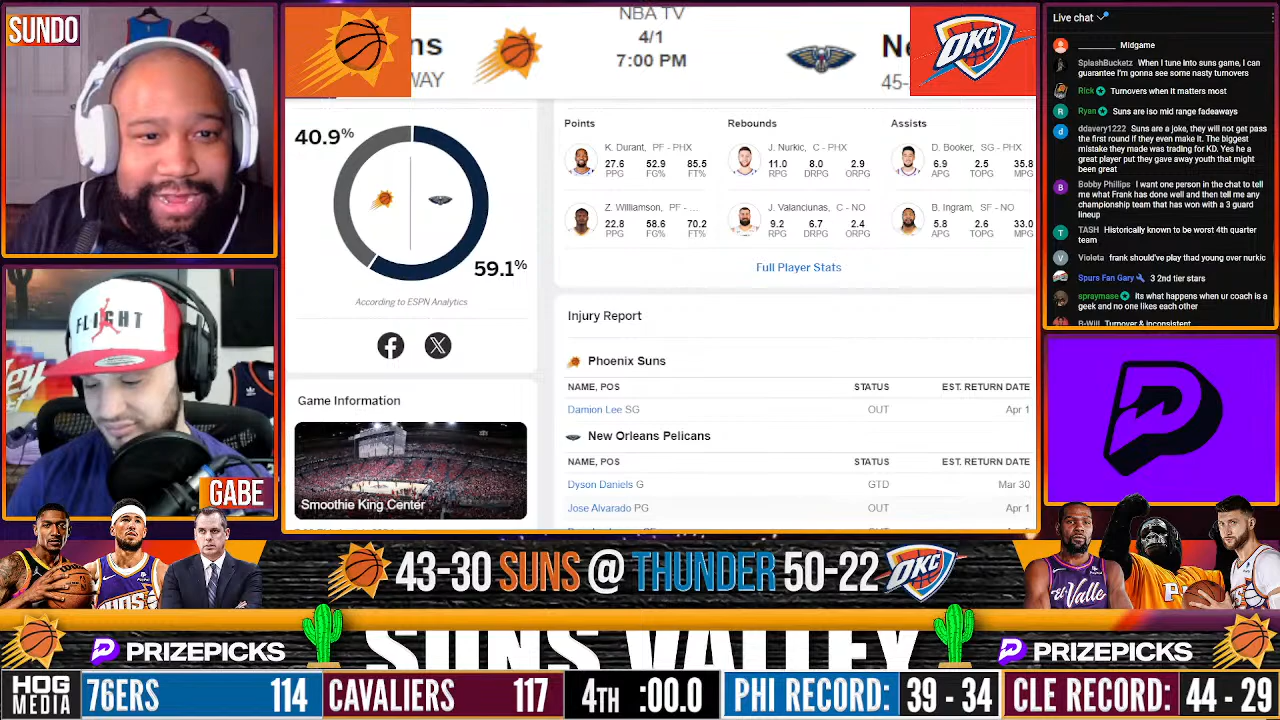 SUNDO
FLIGHT
GABE
NBA TV
4/1
7:00 PM
ns
WAY
Ne
45-
OKC
40.9%
59.1%
According to ESPN Analytics
Game Information
Smoothie King Center
Points
Rebounds
Assists
K. Durant, PF - PHX
27.6 52.9 85.5
PPG FG% FT%
J. Nurkic, C - PHX
11.0 8.0 2.9
RPG DRPG ORPG
D. Booker, SG - PHX
6.9 2.5 35.8
APG TOPG MPG
Z. Williamson, PF - ...
22.8 58.6 70.2
PPG FG% FT%
J. Valanciunas, C - NO
9.2 6.7 2.4
RPG DRPG ORPG
B. Ingram, SF - NO
5.8 2.6 33.0
APG TOPG MPG
Full Player Stats
Injury Report
Phoenix Suns
NAME, POS STATUS EST. RETURN DATE
Damion Lee SG OUT Apr 1
New Orleans Pelicans
NAME, POS STATUS EST. RETURN DATE
Dyson Daniels G GTD Mar 30
Jose Alvarado PG OUT Apr 1
Live chat
Midgame
SplashBucketz When I tune into suns game, I can
guarantee I'm gonna see some nasty turnovers
Rick Turnovers when it matters most
Ryan Suns are iso mid range fadeaways
ddavery1222 Suns are a joke, they will not get pass
the first round if they even make it. The biggest
mistake they made was trading for KD. Yes he a
great player put they gave away youth that might
been great
Bobby Phillips I want one person in the chat to tell
me what Frank has done well and then tell me any
championship team that has won with a 3 guard
lineup
TASH Historically known to be worst 4th quarter
team
Violeta frank should've play thad young over nurkic
Spurs Fan Gary 3 2nd tier stars
spraymase Its what happens when ur coach is a
geek and no one likes each other
B-Will Turnover & inconsistent
43-30 SUNS @ THUNDER 50-22 OKC
PRIZEPICKS
SUNS VALLEY
PRIZEPICKS
HOG
MEDIA
76ERS 114 CAVALIERS 117 4TH :00.0 PHI RECORD: 39 - 34 CLE RECORD: 44 - 29